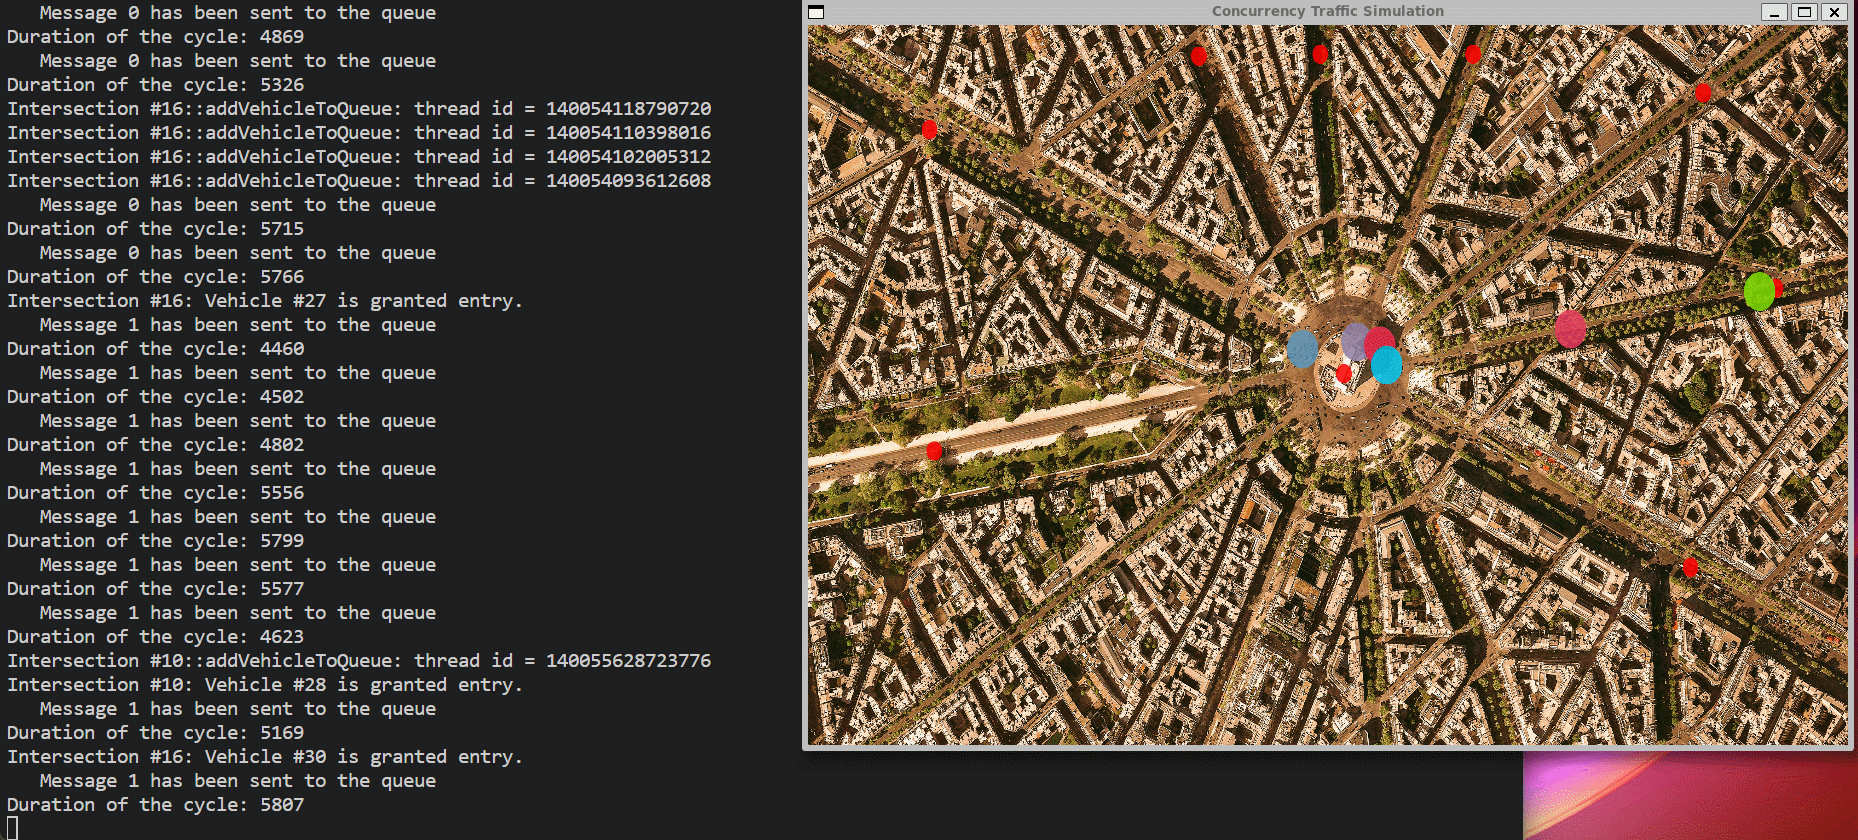 Message 0 has been sent to the queue
Duration of the cycle: 4869
Message 0 has been sent to the queue
Duration of the cycle: 5326
Intersection #16::addVehicleToQueue: thread id = 140054118790720
Intersection #16::addVehicleToQueue: thread id = 140054110398016
Intersection #16::addVehicleToQueue: thread id = 140054102005312
Intersection #16::addVehicleToQueue: thread id = 140054093612608
Message 0 has been sent to the queue
Duration of the cycle: 5715
Message 0 has been sent to the queue
Duration of the cycle: 5766
Intersection #16: Vehicle #27 is granted entry.
Message 1 has been sent to the queue
Duration of the cycle: 4460
Message 1 has been sent to the queue
Duration of the cycle: 4502
Message 1 has been sent to the queue
Duration of the cycle: 4802
Message 1 has been sent to the queue
Duration of the cycle: 5556
Message 1 has been sent to the queue
Duration of the cycle: 5799
Message 1 has been sent to the queue
Duration of the cycle: 5577
Message 1 has been sent to the queue
Duration of the cycle: 4623
Intersection #10::addVehicleToQueue: thread id = 140055628723776
Intersection #10: Vehicle #28 is granted entry.
Message 1 has been sent to the queue
Duration of the cycle: 5169
Intersection #16: Vehicle #30 is granted entry.
Message 1 has been sent to the queue
Duration of the cycle: 5807
Concurrency Traffic Simulation